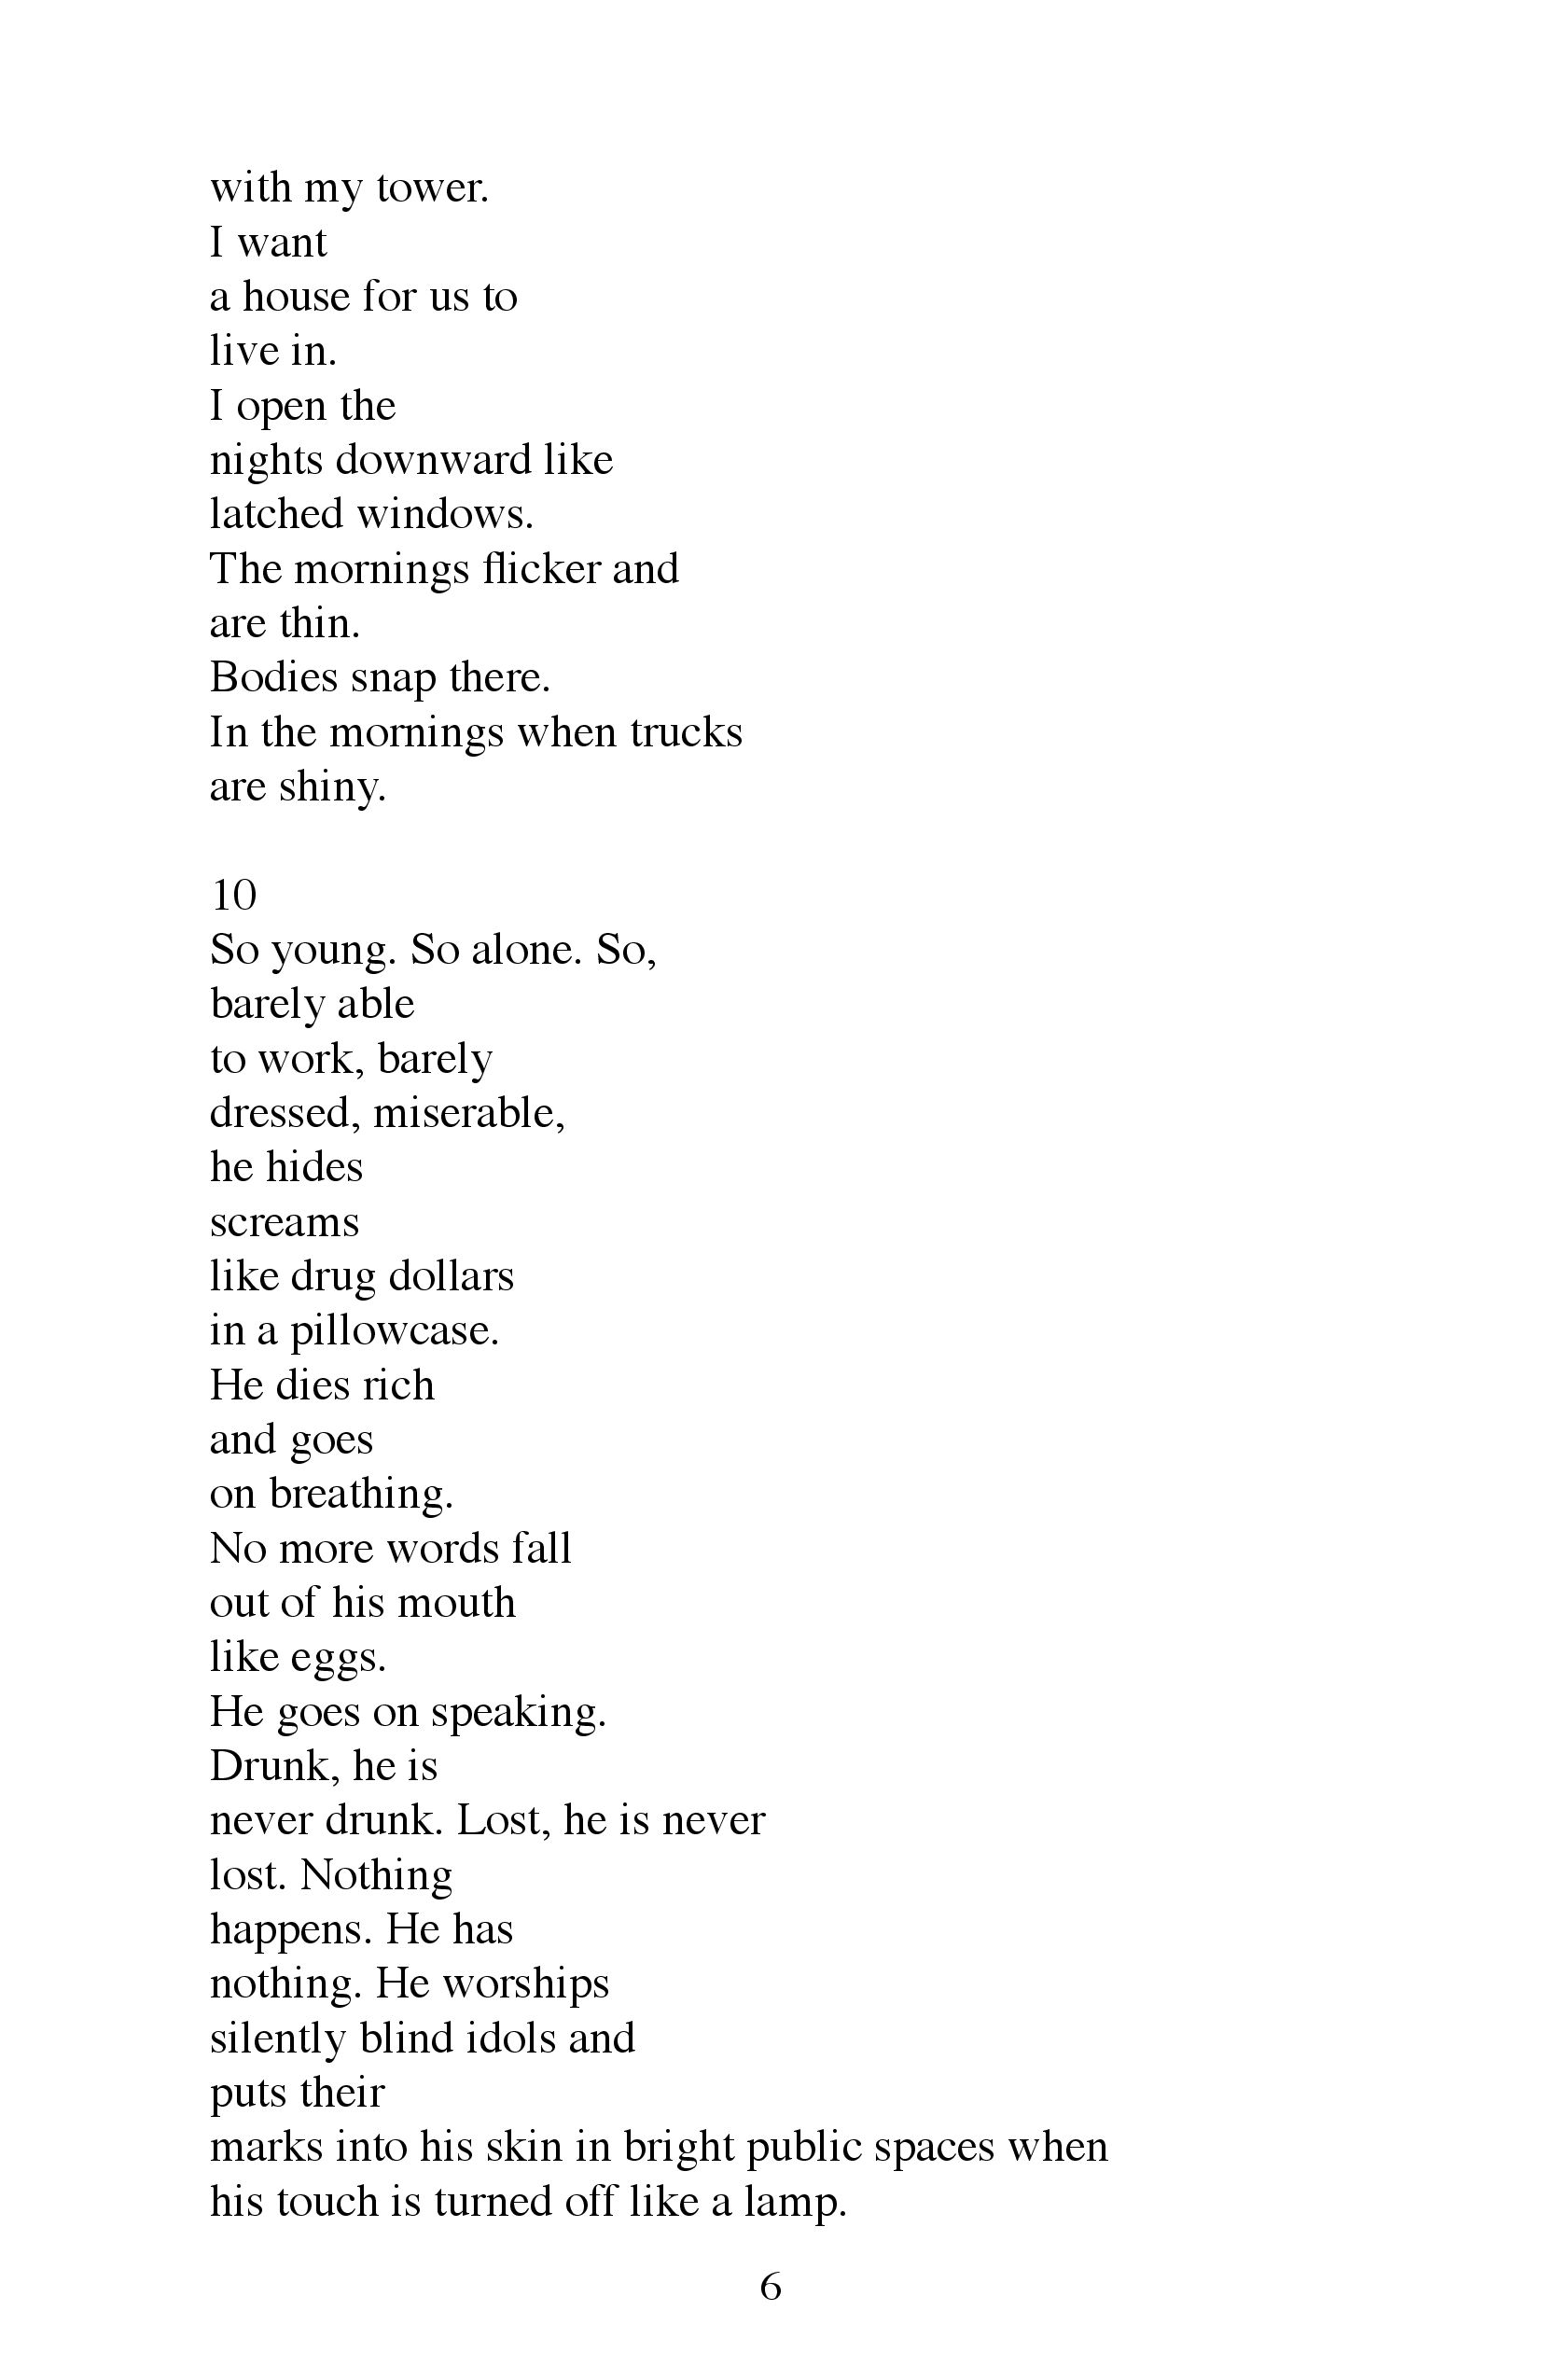 with my tower.
I want
a house for us to
live in.
I open the
nights downward like
latched windows.
The mornings flicker and
are thin.
Bodies snap there.
In the mornings when trucks
are shiny.

10
So young. So alone. So,
barely able
to work, barely
dressed, miserable,
he hides
screams
like drug dollars
in a pillowcase.
He dies rich
and goes
on breathing.
No more words fall
out of his mouth
like eggs.
He goes on speaking.
Drunk, he is
never drunk. Lost, he is never
lost. Nothing
happens. He has
nothing. He worships
silently blind idols and
puts their
marks into his skin in bright public spaces when
his touch is turned off like a lamp.

6